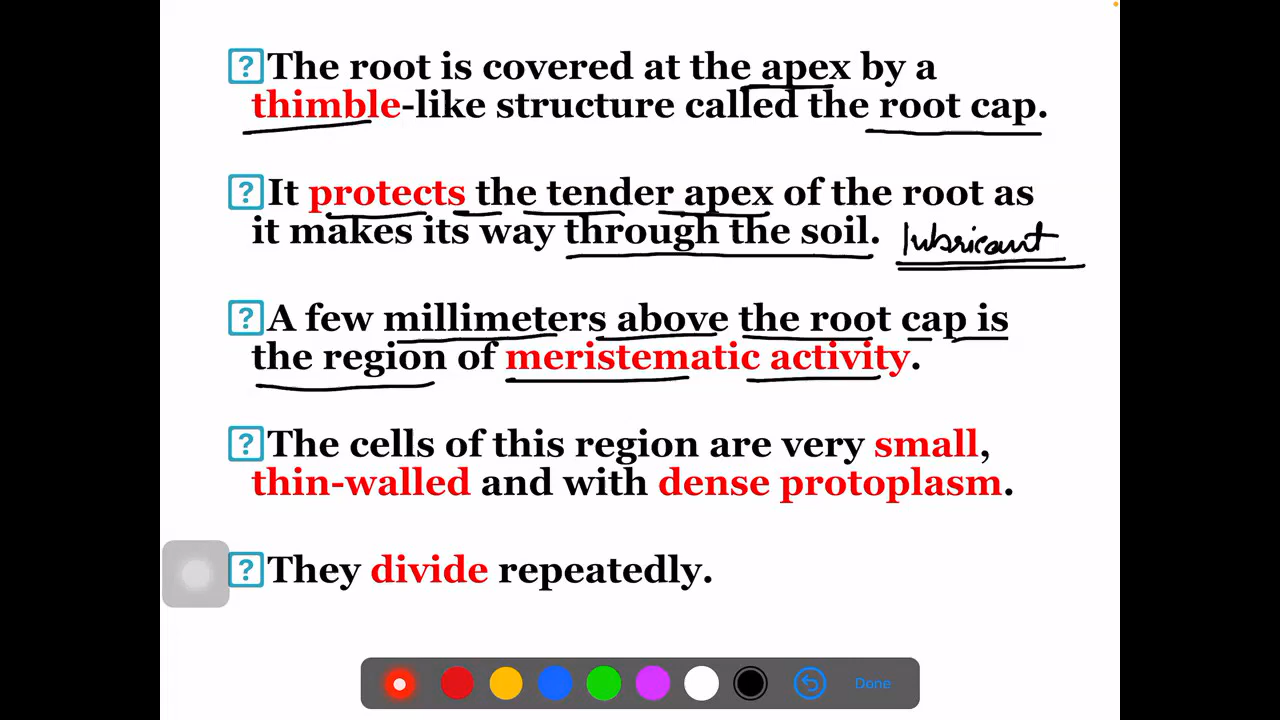 ?The root is covered at the apex by a
thimble-like structure called the root cap.
?It protects the tender apex of the root as
it makes its way through the soil. lubricant
?A few millimeters above the root cap is
the region of meristematic activity.
?The cells of this region are very small,
thin-walled and with dense protoplasm.
?They divide repeatedly.
Done